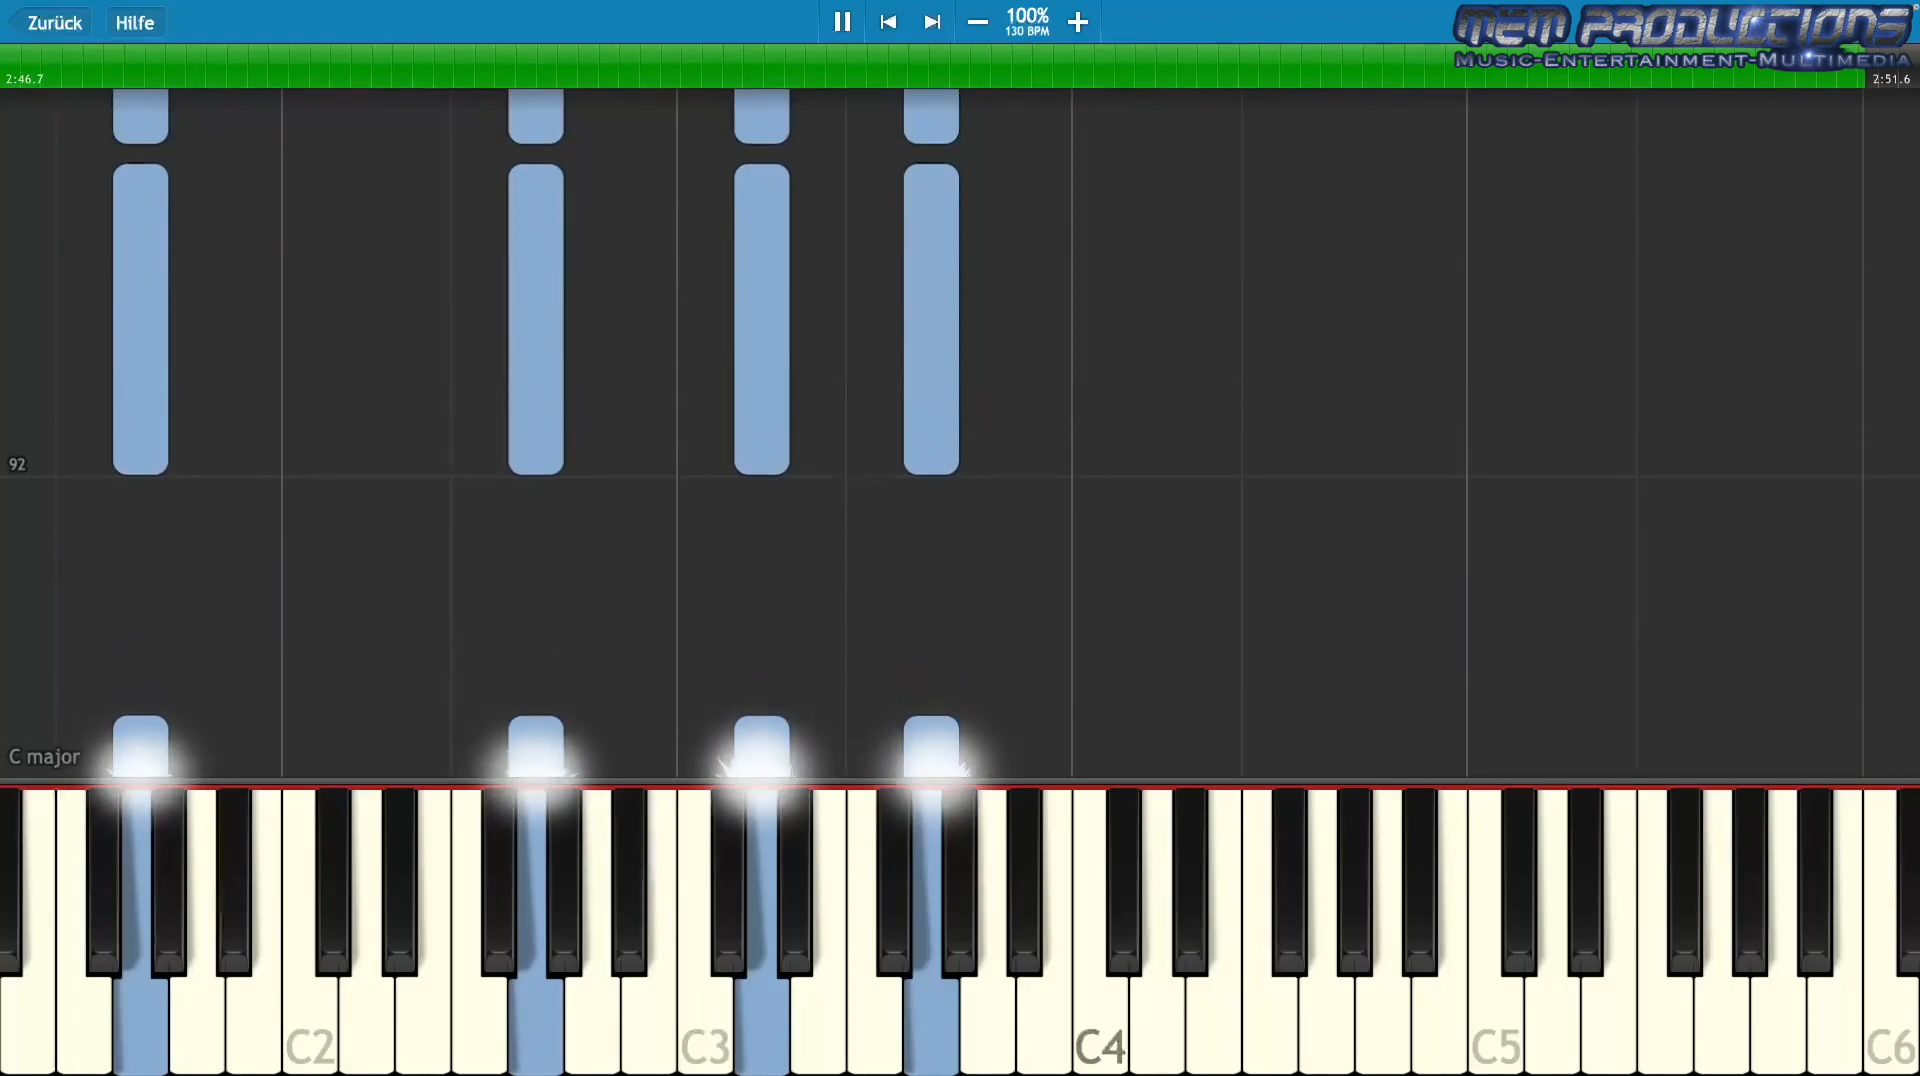 Zurück Hilfe 100%
130 BPM
MEM PRODUCTIONS
MUSIC-ENTERTAINMENT-MULTIMEDIA
2:46.7 2:51.6
92
C major
C2 C3 C4 C5 C6